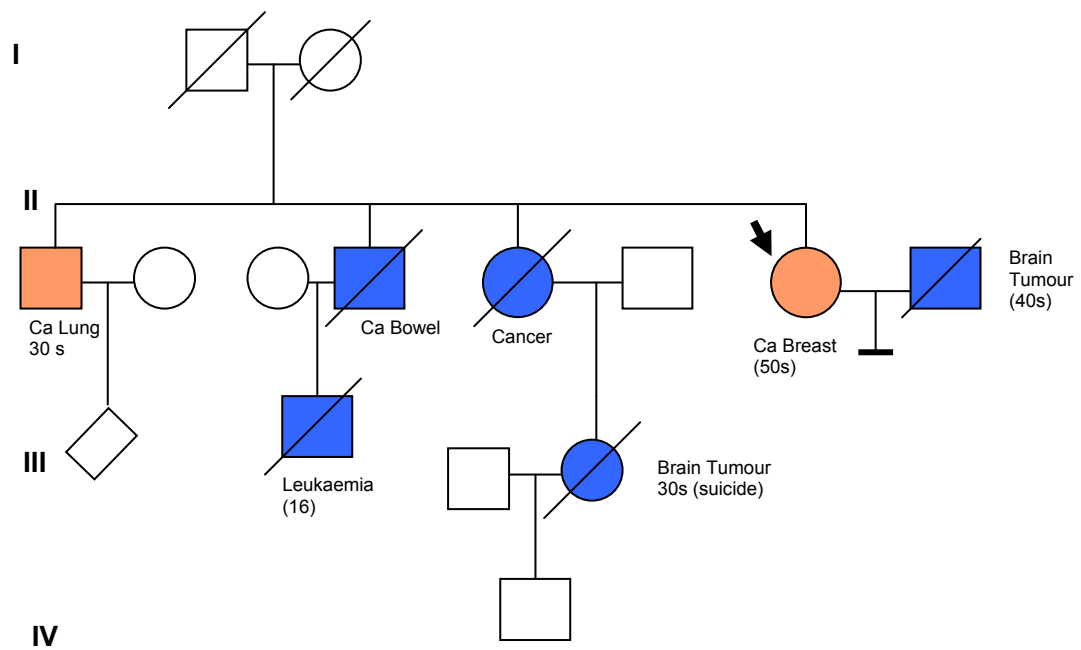 I
II
Ca Lung
30 s
Ca Bowel
Cancer
Ca Breast
(50s)
Brain
Tumour
(40s)
III
Leukaemia
(16)
Brain Tumour
30s (suicide)
IV